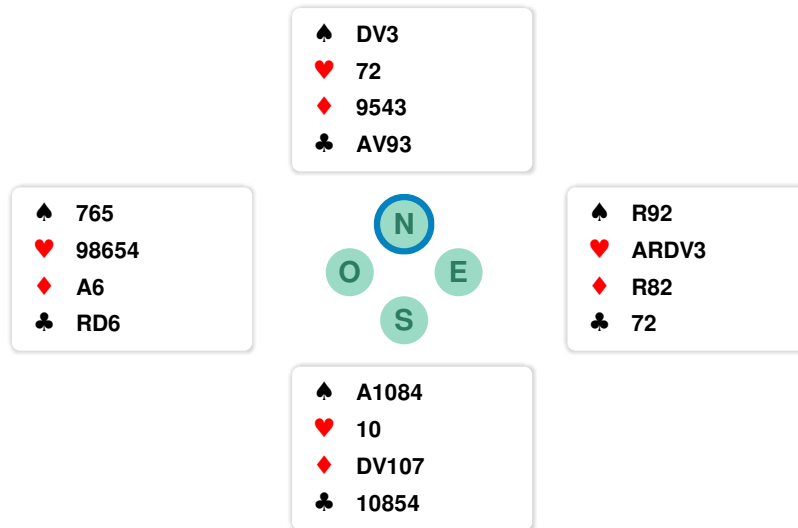 ♠ DV3
♥ 72
♦ 9543
♣ AV93
♠ 765
♥ 98654
♦ A6
♣ RD6
N
O
E
S
♠ R92
♥ ARDV3
♦ R82
♣ 72
♠ A1084
♥ 10
♦ DV107
♣ 10854